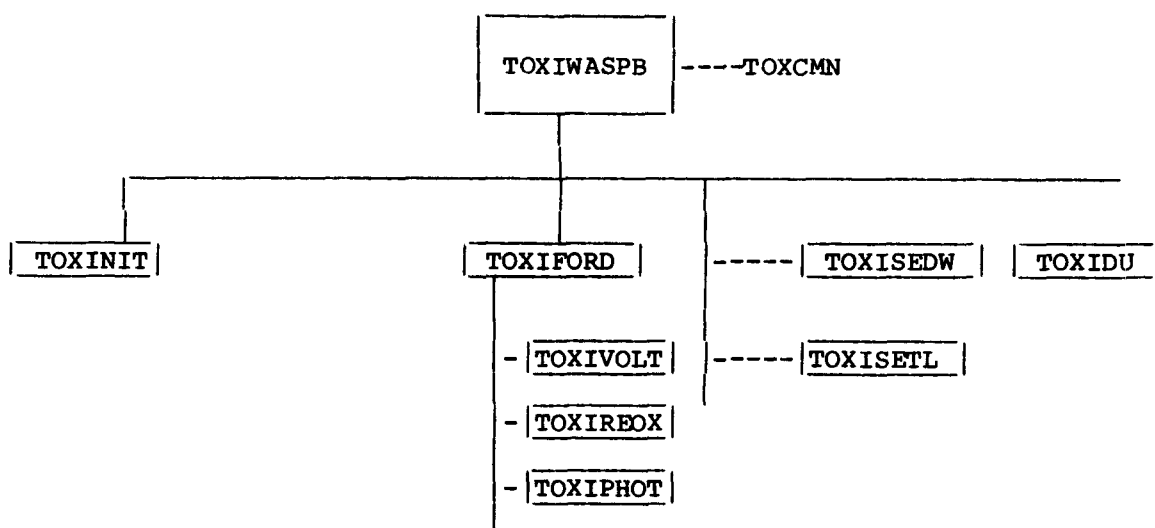 TOXIWASPB ----TOXCMN
TOXINIT TOXIFORD TOXISEDW TOXIDU
TOXIVOLT TOXISETL
TOXIREOX
TOXIPHOT